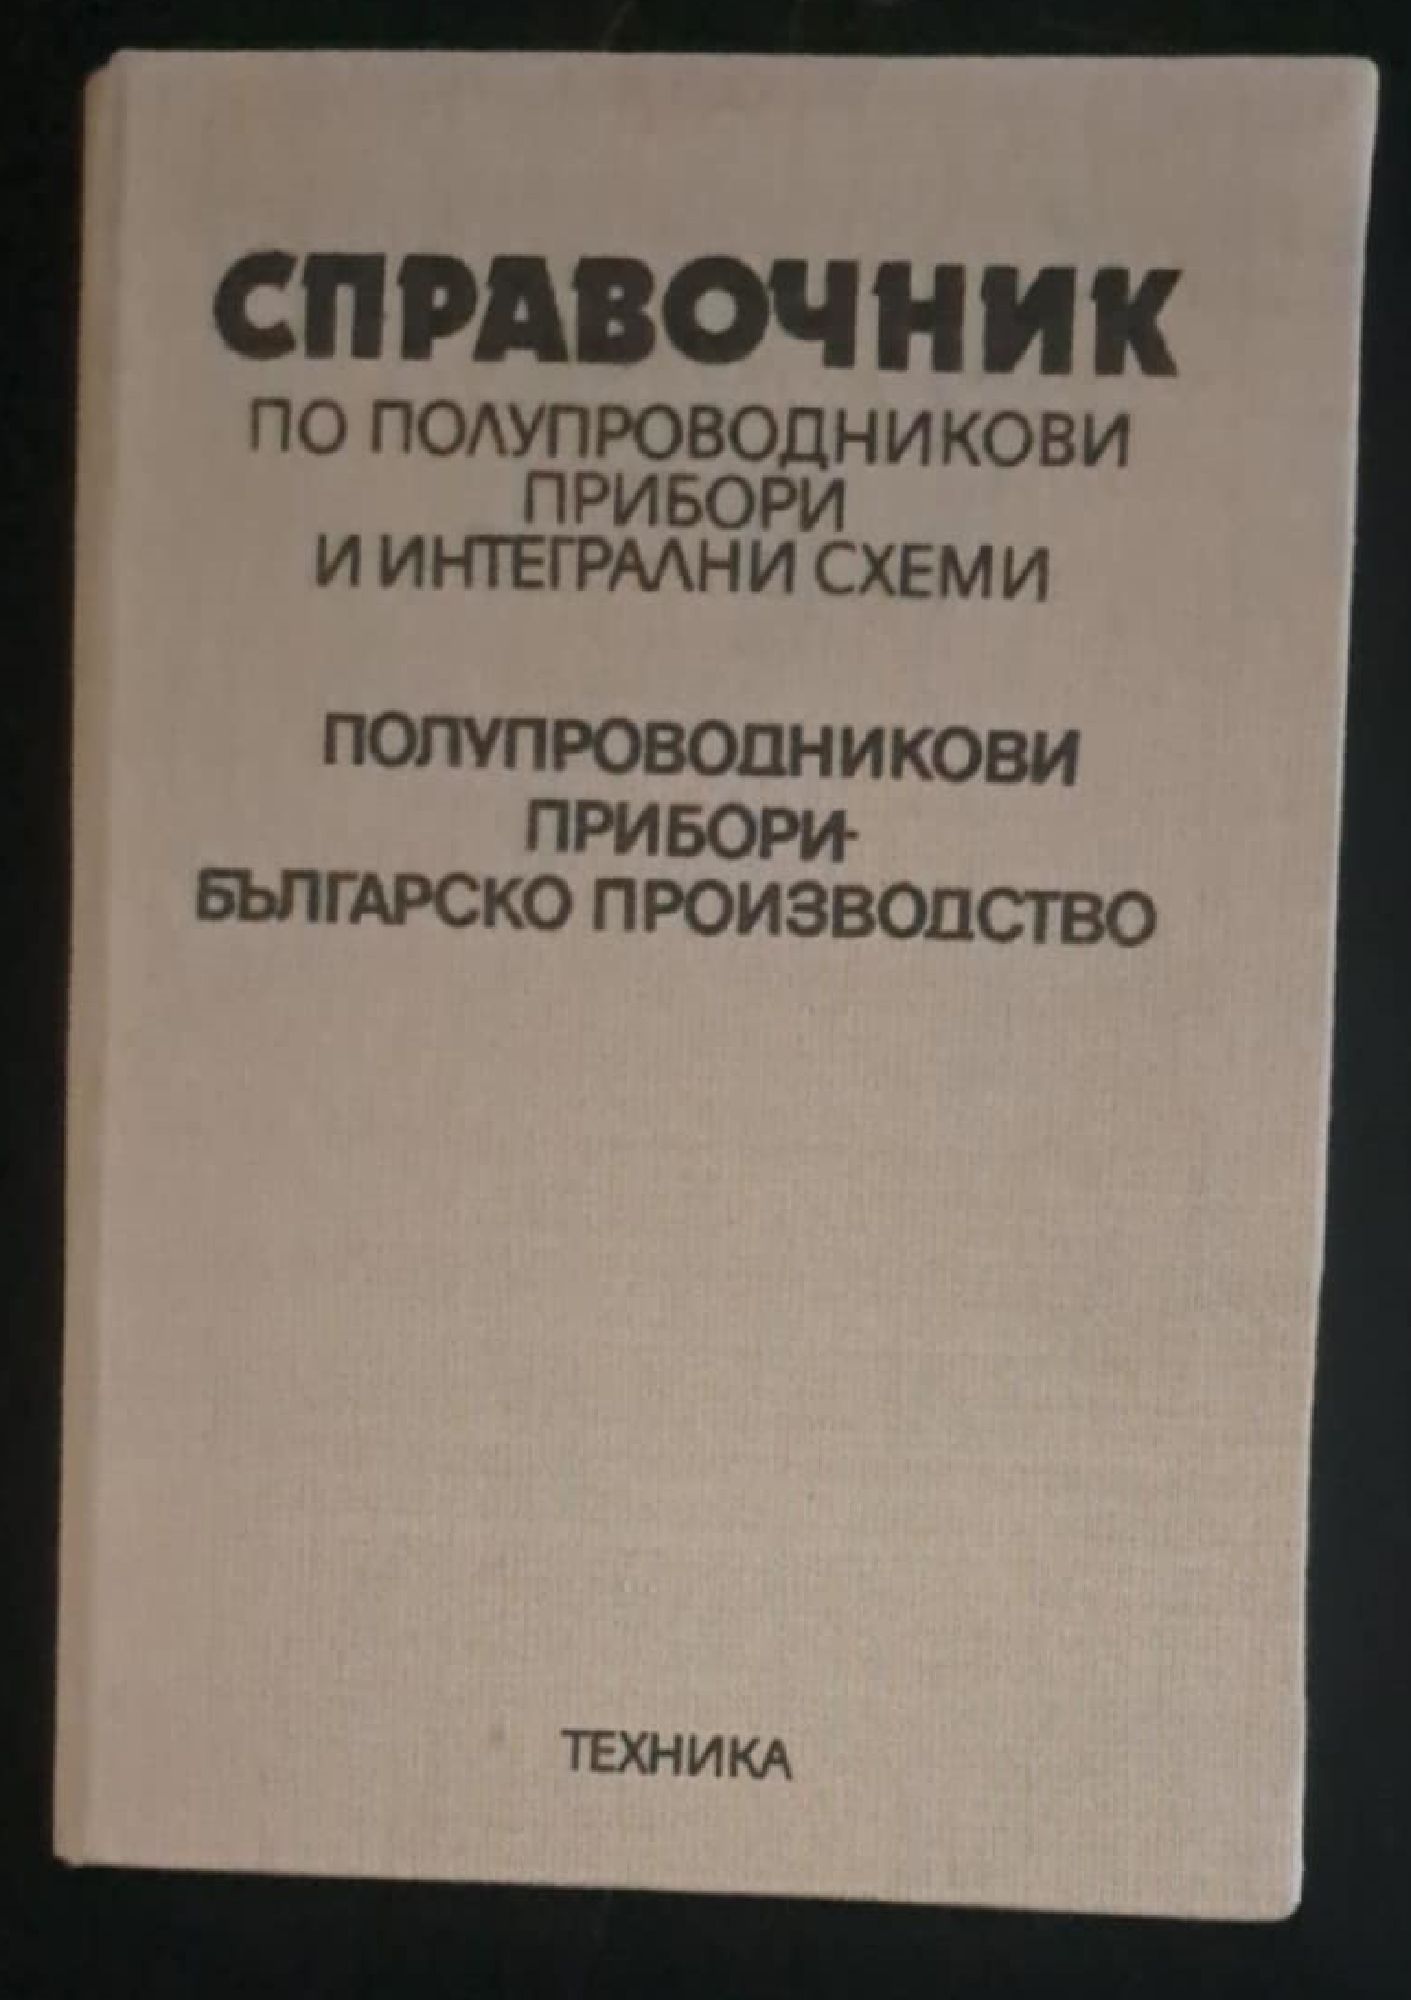 СПРАВОЧНИК
ПО ПОЛУПРОВОДНИКОВИ
ПРИБОРИ
И ИНТЕГРАЛНИ СХЕМИ
ПОЛУПРОВОДНИКОВИ
ПРИБОРИ-
БЪЛГАРСКО ПРОИЗВОДСТВО
ТЕХНИКА